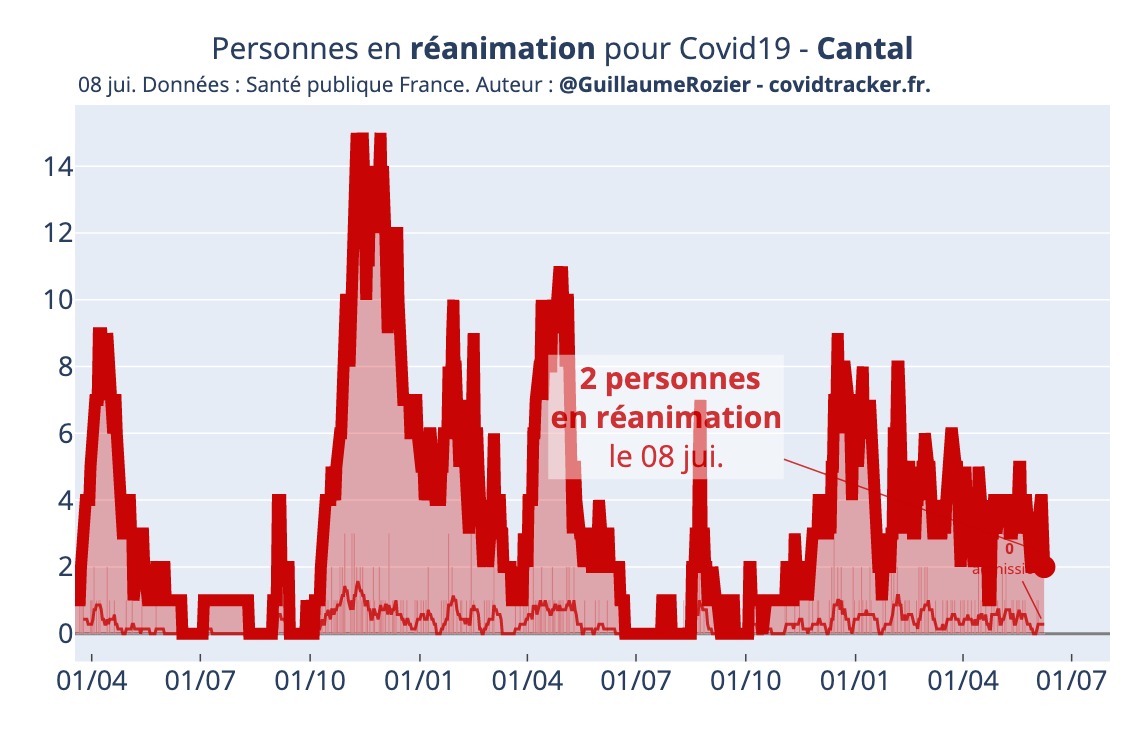 Personnes en réanimation pour Covid19 - Cantal
08 jui. Données : Santé publique France. Auteur : @GuillaumeRozier - covidtracker.fr.
14
12
10
8
6
4
2
0
2 personnes
en réanimation
le 08 jui.
0
01/04 01/07 01/10 01/01 01/04 01/07 01/10 01/01 01/04 01/07